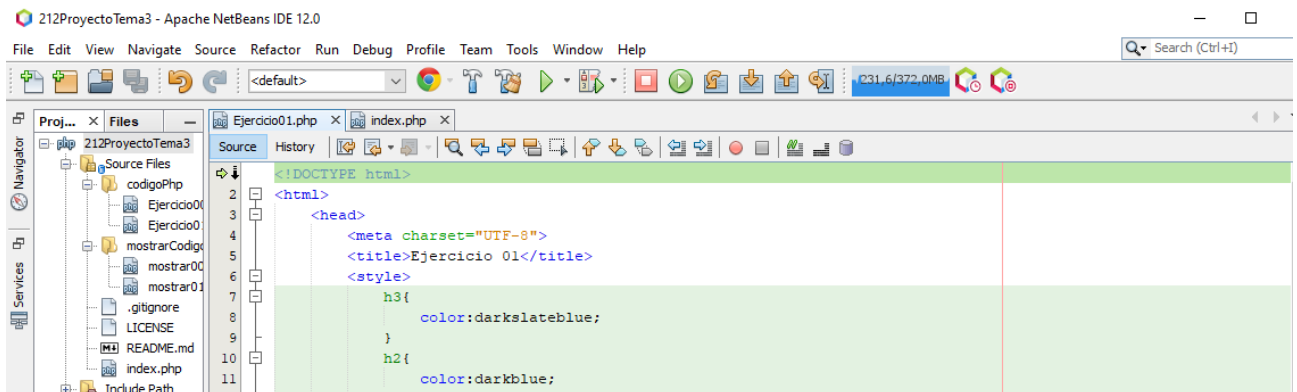 212ProyectoTema3 - Apache NetBeans IDE 12.0
File Edit View Navigate Source Refactor Run Debug Profile Team Tools Window Help
Search (Ctrl+I)
<default>
231,6/372,0MB
Proj... Files
Ejercicio01.php index.php
Navigator
Services
212ProyectoTema3
Source Files
codigoPhp
Ejercicio00
Ejercicio0
mostrarCodigo
mostrar00
mostrar01
.gitignore
LICENSE
README.md
index.php
Include Path
Source History
<!DOCTYPE html>
2 <html>
3 <head>
4 <meta charset="UTF-8">
5 <title>Ejercicio 01</title>
6 <style>
7 h3{
8 color:darkslateblue;
9 }
10 h2{
11 color:darkblue;